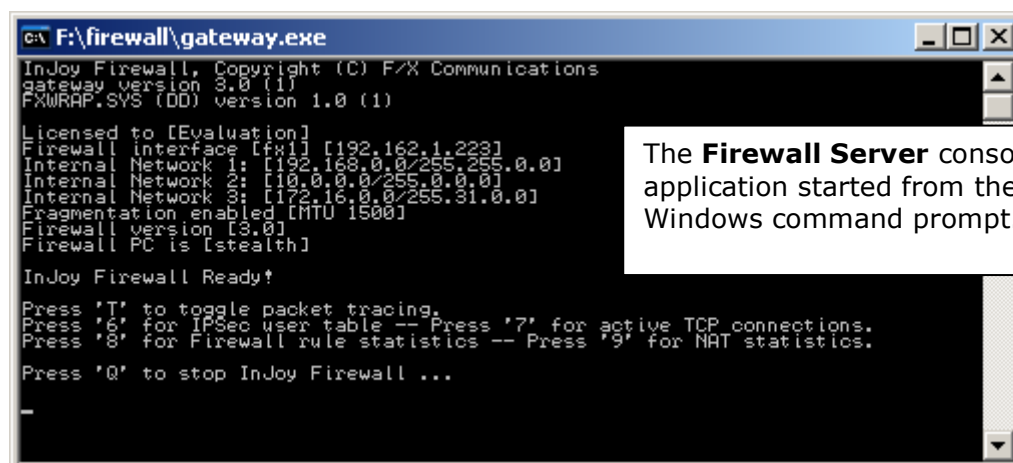 F:\firewall\gateway.exe
InJoy Firewall, Copyright (C) F/X Communications
gateway version 3.0 (1)
FXWRAP.SYS (DD) version 1.0 (1)
Licensed to [Evaluation]
Firewall interface [fx1] [192.162.1.223]
Internal Network 1: [192.168.0.0/255.255.0.0]
Internal Network 2: [10.0.0.0/255.0.0.0]
Internal Network 3: [172.16.0.0/255.31.0.0]
Fragmentation enabled [MTU 1500]
Firewall version [3.0]
Firewall PC is [stealth]
InJoy Firewall Ready!
Press 'T' to toggle packet tracing.
Press '6' for IPSec user table -- Press '7' for active TCP connections.
Press '8' for Firewall rule statistics -- Press '9' for NAT statistics.
Press 'Q' to stop InJoy Firewall ...
The Firewall Server
application started from the
Windows command prompt